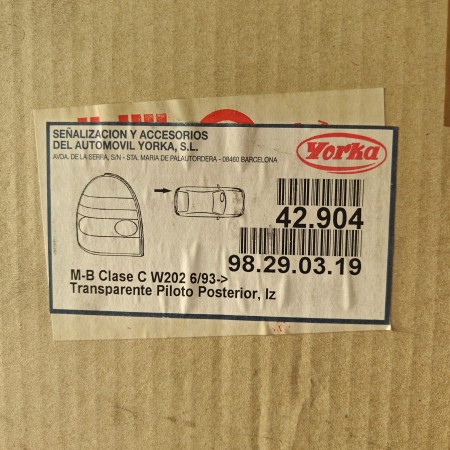 SEÑALIZACION Y ACCESORIOS
DEL AUTOMOVIL YORKA, S.L.
AVDA. DE LA SERRA, S/N - STA. MARIA DE PALAUTORDERA - 08460 BARCELONA
Yorka
42.904
98.29.03.19
M-B Clase C W202 6/93->
Transparente Piloto Posterior, Iz